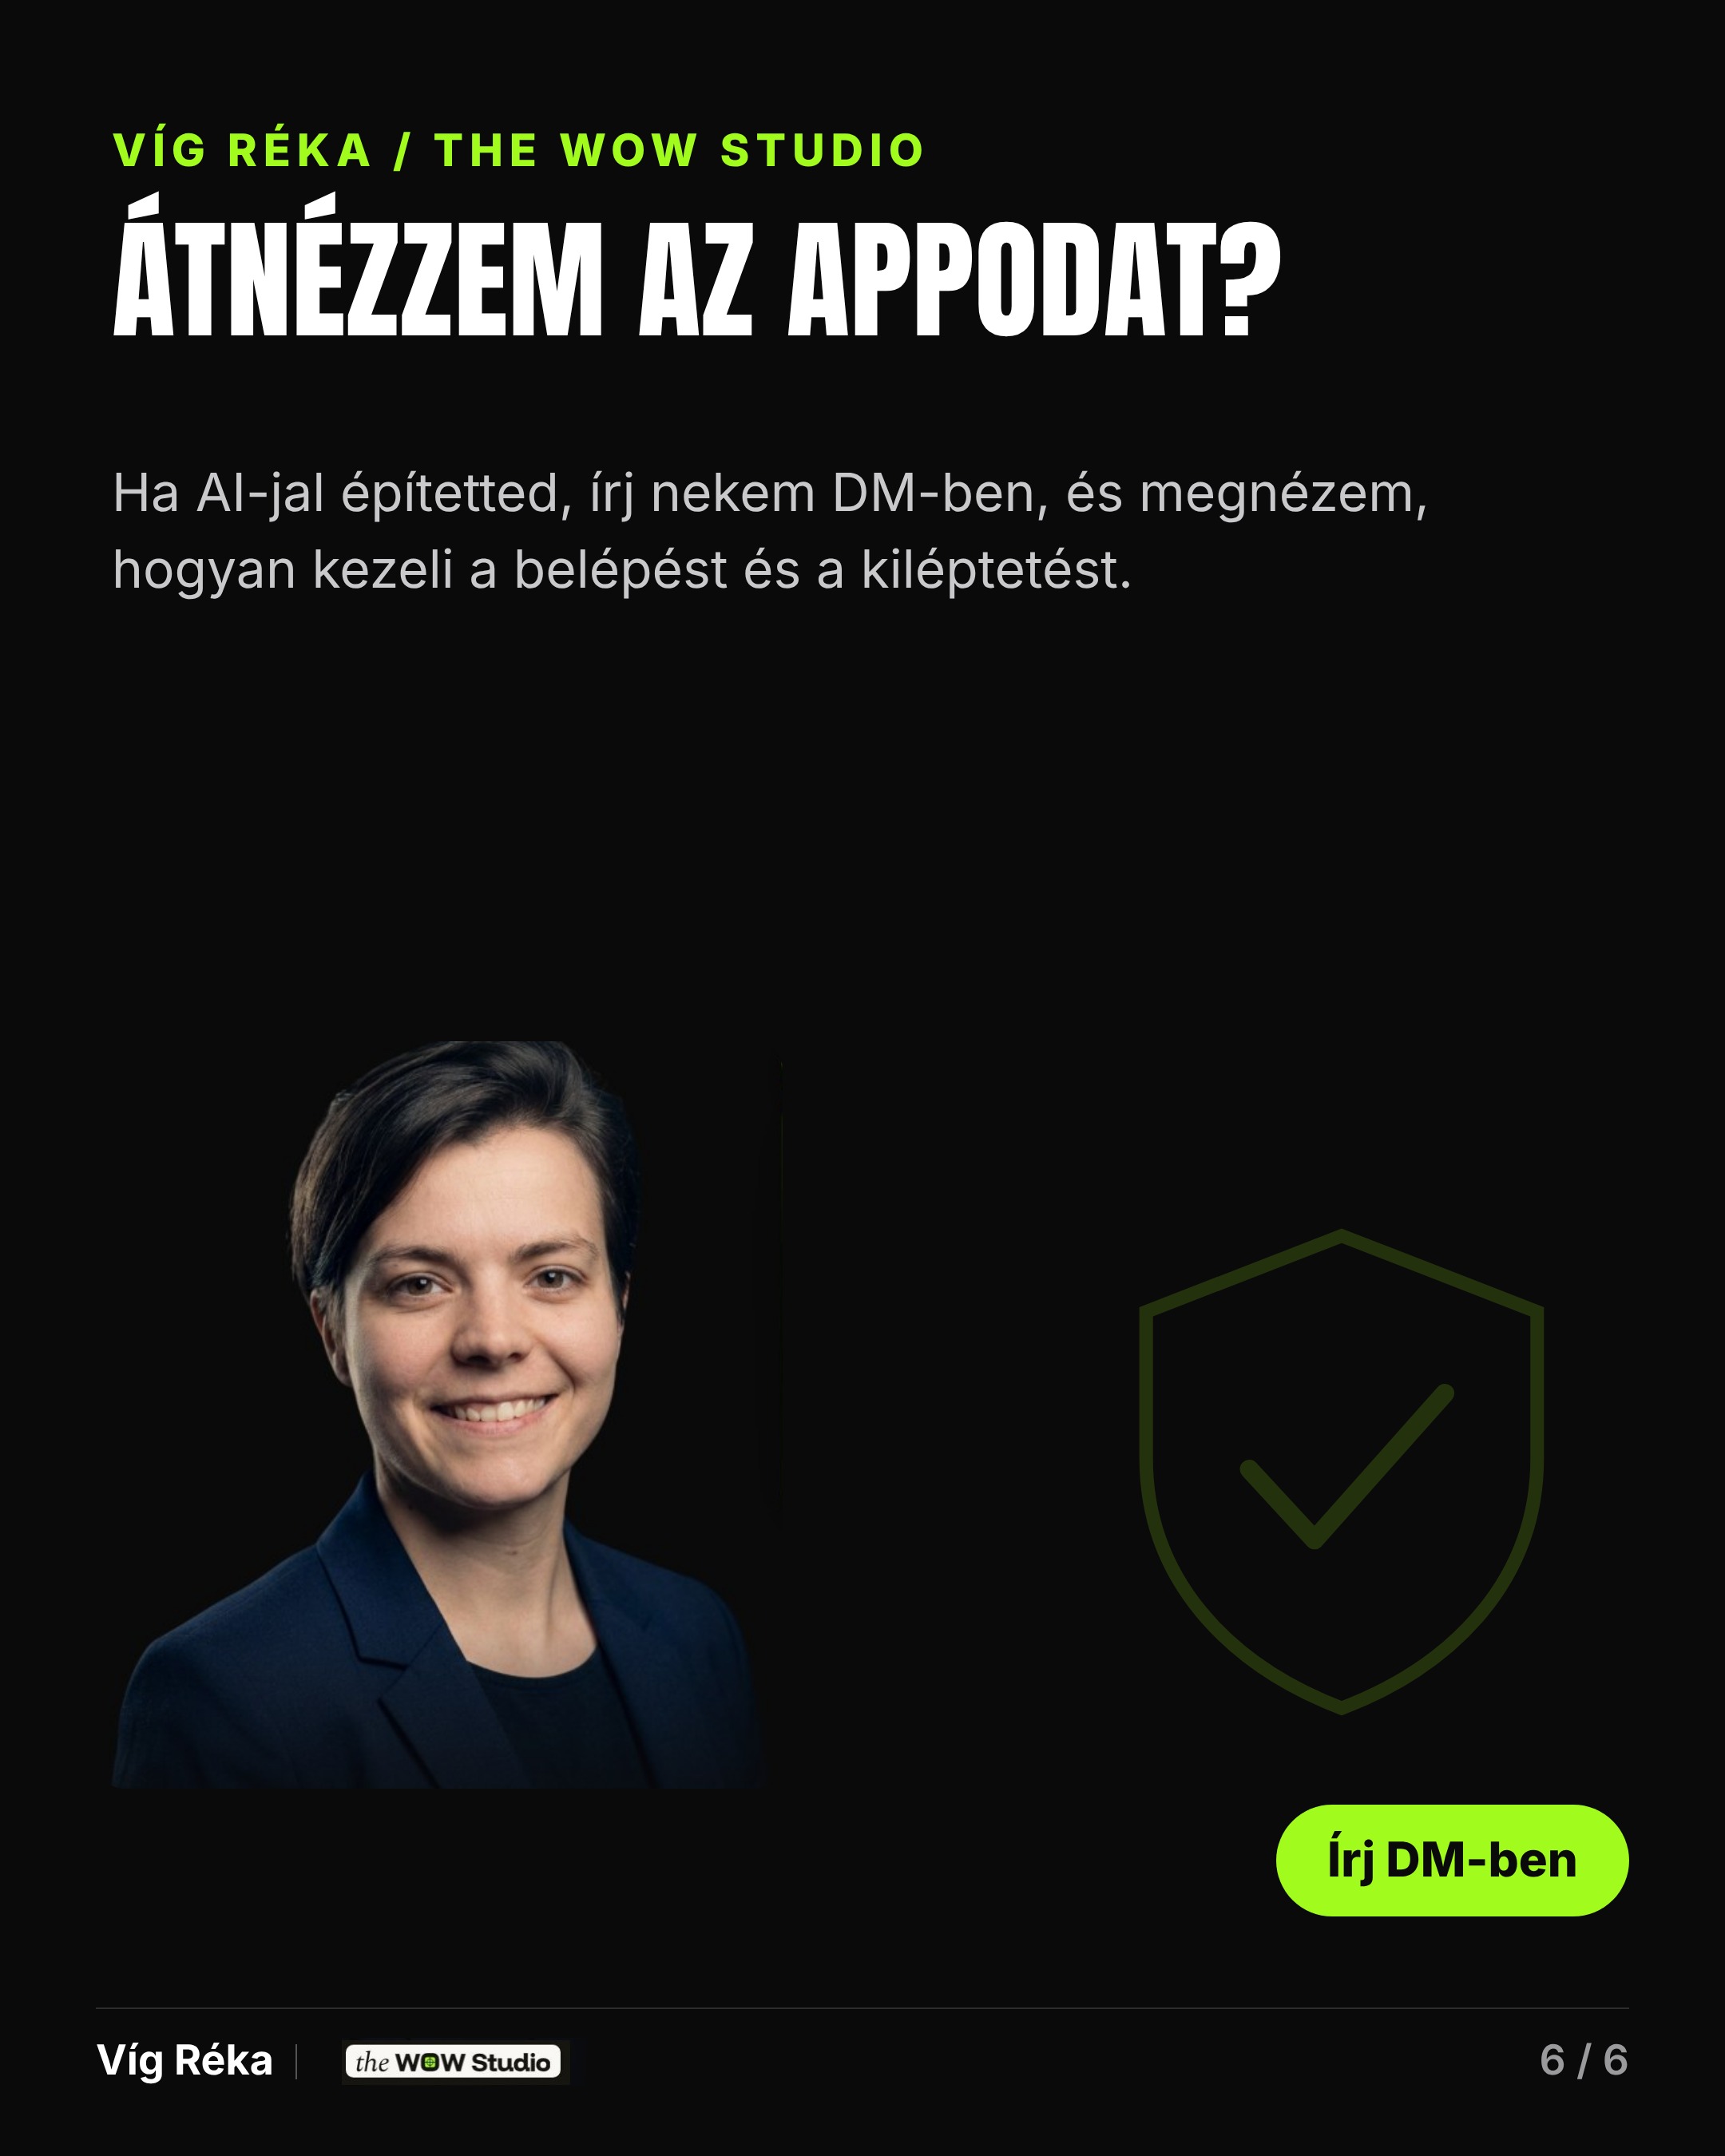 VÍG RÉKA / THE WOW STUDIO
ÁTNÉZZEM AZ APPODAT?
Ha AI-jal építetted, írj nekem DM-ben, és megnézem,
hogyan kezeli a belépést és a kiléptetést.
Írj DM-ben
Víg Réka
the WOW Studio
6 / 6